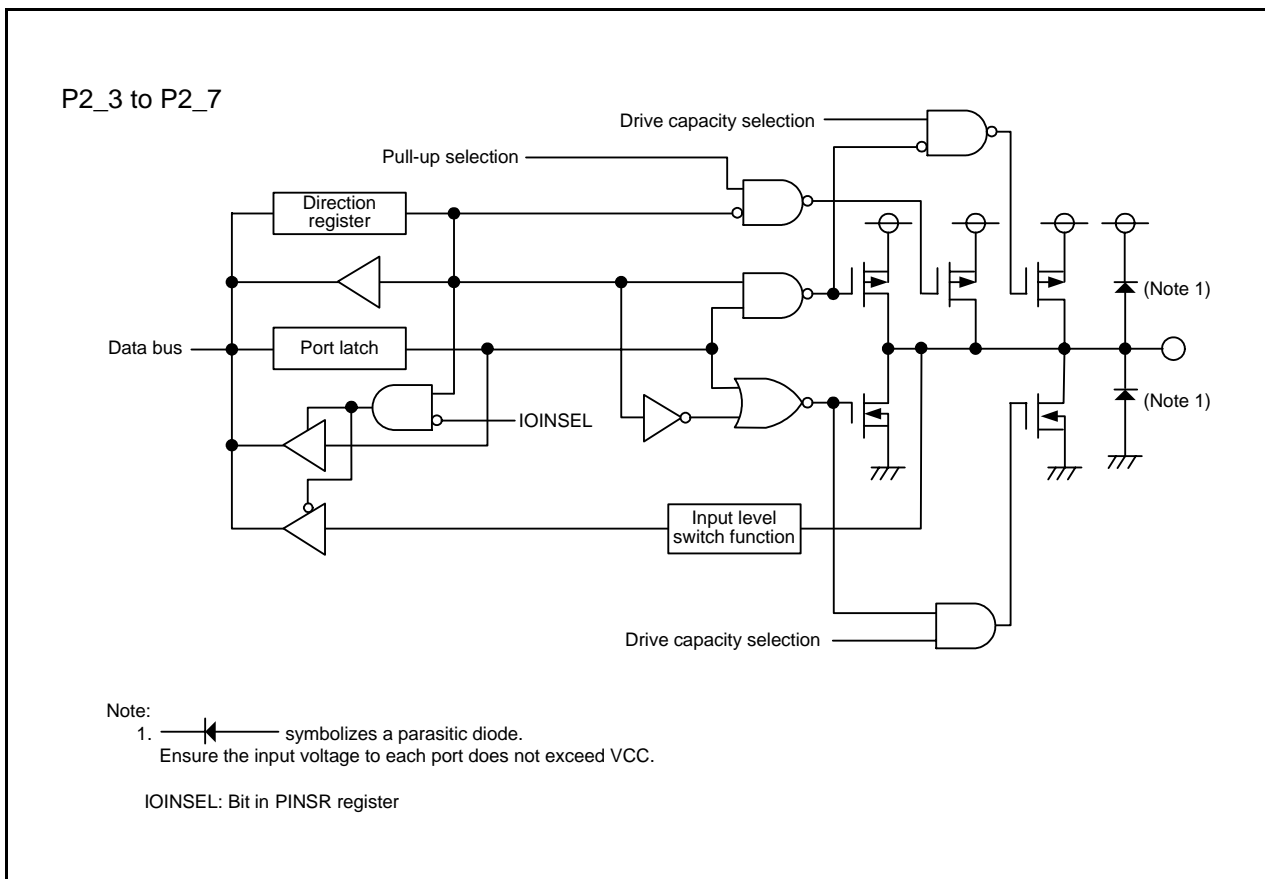 P2_3 to P2_7
Drive capacity selection
Pull-up selection
Direction
register
(Note 1)
Data bus
Port latch
IOINSEL
(Note 1)
Input level
switch function
Drive capacity selection
Note:
1. symbolizes a parasitic diode.
Ensure the input voltage to each port does not exceed VCC.
IOINSEL: Bit in PINSR register